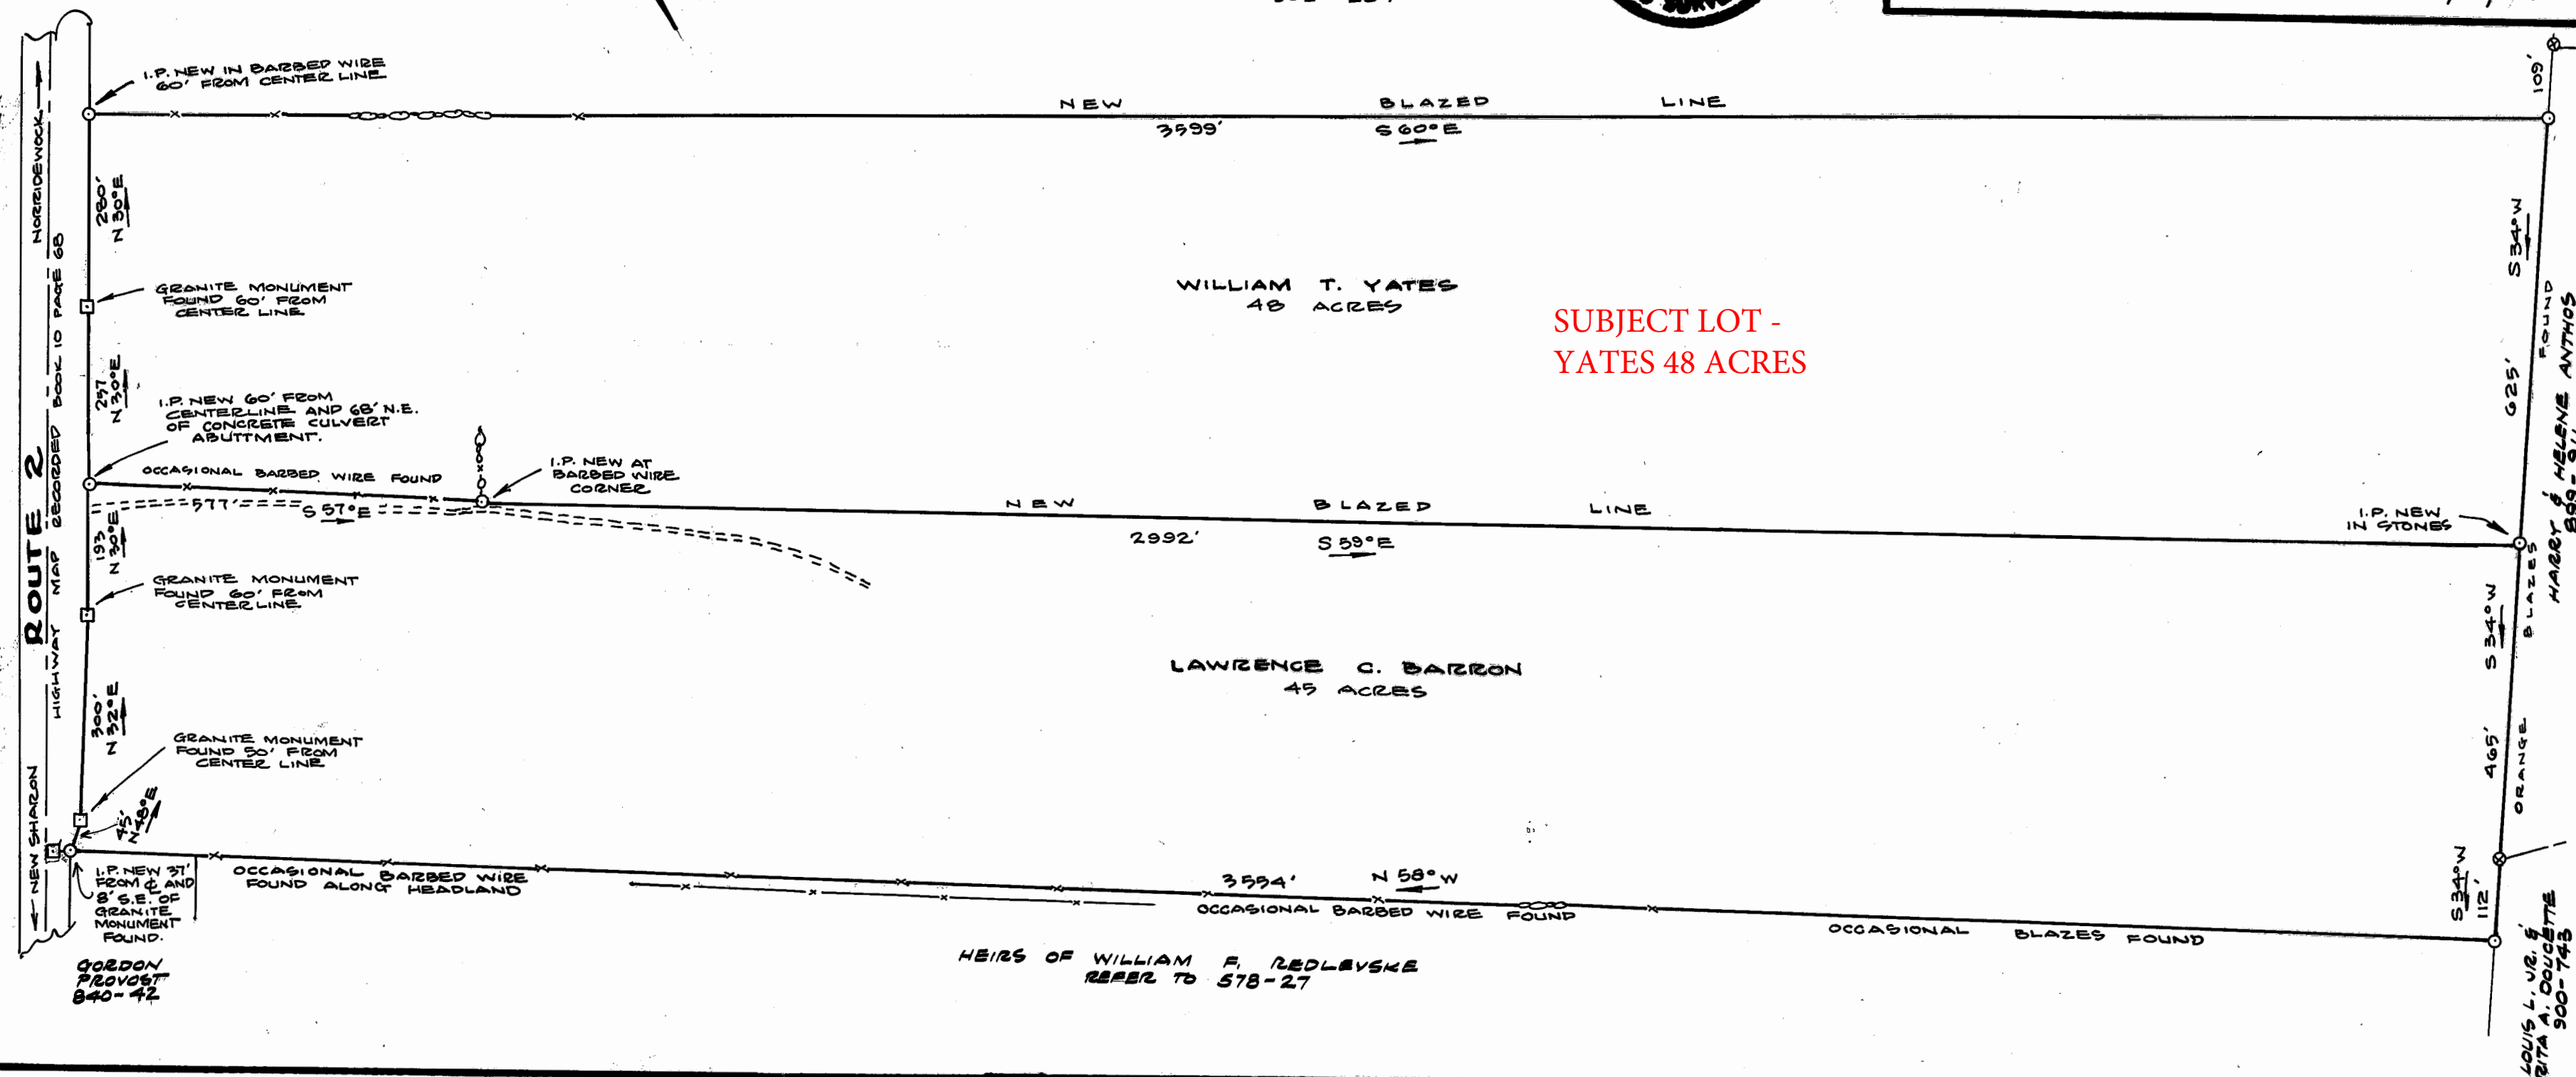 I.P. NEW IN BARBED WIRE
60' FROM CENTER LINE
NEW BLAZED LINE
3599' S 60° E
109'
NORRIDEWOCK
280'
N 30° E
S 34° W
625'
GRANITE MONUMENT
FOUND 60' FROM
CENTER LINE
WILLIAM T. YATES
48 ACRES
SUBJECT LOT -
YATES 48 ACRES
257
N 30° E
I.P. NEW 60' FROM
CENTERLINE AND 68' N.E.
OF CONCRETE CULVERT
ABUTTMENT.
OCCASIONAL BARBED WIRE FOUND
577' S 57° E
I.P. NEW AT
BARBED WIRE
CORNER
NEW BLAZED LINE
2992' S 59° E
I.P. NEW
IN STONES
ROUTE 2
HIGHWAY MAP RECORDED BOOK 10 PAGE 68
193
N 30° E
GRANITE MONUMENT
FOUND 60' FROM
CENTERLINE
LAWRENCE C. BARRON
45 ACRES
300'
N 32° E
GRANITE MONUMENT
FOUND 50' FROM
CENTER LINE
45'
N 48° E
NEW SHARON
I.P. NEW 37'
FROM ℄ AND
8' S.E. OF
GRANITE
MONUMENT
FOUND.
OCCASIONAL BARBED WIRE
FOUND ALONG HEADLAND
3554' N 58° W
OCCASIONAL BARBED WIRE FOUND
OCCASIONAL BLAZES FOUND
GORDON
PROVOST
840-42
HEIRS OF WILLIAM F. REDLEVSKE
REFER TO 578-27
S 34° W
465'
ORANGE BLAZES FOUND
HARRY & HELENE ANTHOS
S 34° W
112'
LOUIS L. JR. &
RITA A. DOUCETTE
900-743